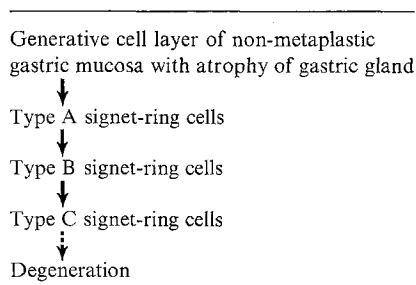 Generative cell layer of non-metaplastic
gastric mucosa with atrophy of gastric gland
Type A signet-ring cells
Type B signet-ring cells
Type C signet-ring cells
Degeneration